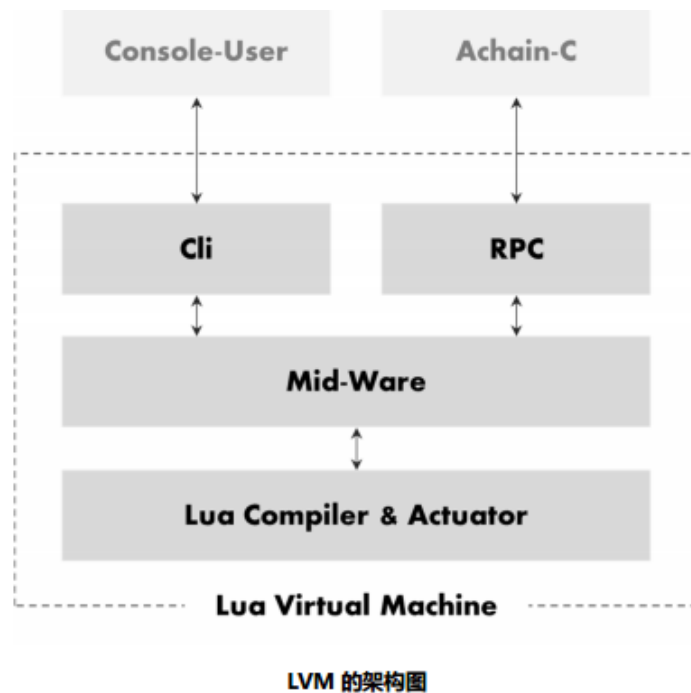 Console-User
Achain-C
Cli
RPC
Mid-Ware
Lua Compiler & Actuator
Lua Virtual Machine
LVM 的架构图